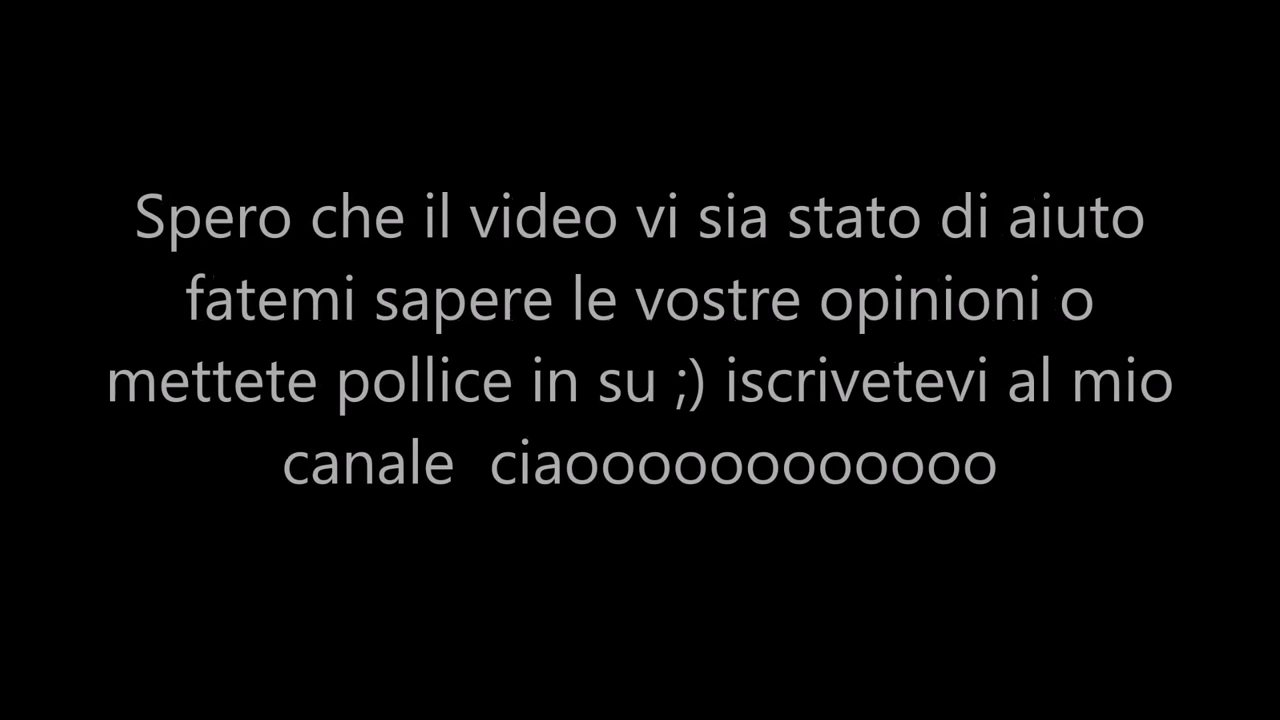 Spero che il video vi sia stato di aiuto
fatemi sapere le vostre opinioni o
mettete pollice in su ;) iscrivetevi al mio
canale  ciaoooooooooooo